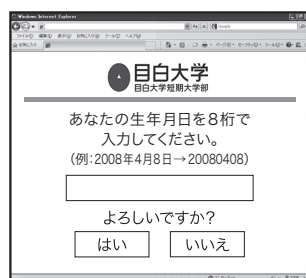 Windows Internet Explorer
Google
目白大学
目白大学短期大学部
あなたの生年月日を8桁で
入力してください。
(例:2008年4月8日→20080408)
よろしいですか?
はい
いいえ